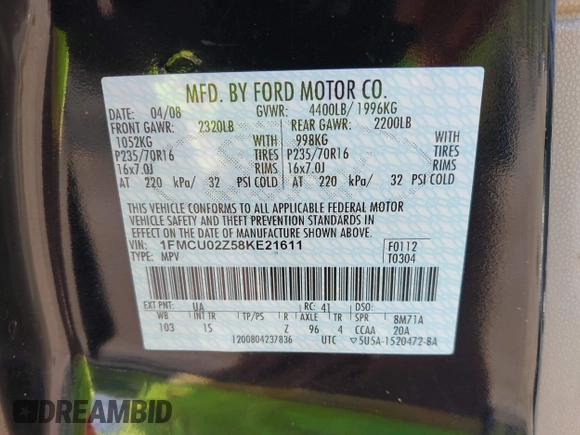 MFD. BY FORD MOTOR CO.
DATE: 04/08 GVWR: 4400LB/ 1996KG
FRONT GAWR: 2320LB REAR GAWR: 2200LB
1052KG WITH 998KG WITH
P235/70R16 TIRES P235/70R16 TIRES
16x7.0J RIMS 16x7.0J RIMS
AT 220 kPa/ 32 PSI COLD AT 220 kPa/ 32 PSI COLD
THIS VEHICLE CONFORMS TO ALL APPLICABLE FEDERAL MOTOR
VEHICLE SAFETY AND THEFT PREVENTION STANDARDS IN
EFFECT ON THE DATE OF MANUFACTURE SHOWN ABOVE.
VIN: 1FMCU02Z58KE21611 F0112
TYPE: MPV T0304
EXT PNT: UA RC: 41 DSO:
WB INT TR TP/PS R AXLE TR SPR 8M71A
103 15 Z 96 4 CCAA 20A
1200804237836 UTC ▽5U5A-1520472-BA
DREAMBID